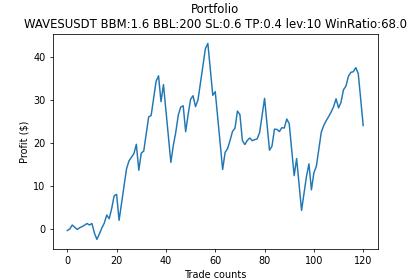 Portfolio
WAVESUSDT BBM:1.6 BBL:200 SL:0.6 TP:0.4 lev:10 WinRatio:68.0
Profit ($)
40
30
20
10
0
0 20 40 60 80 100 120
Trade counts